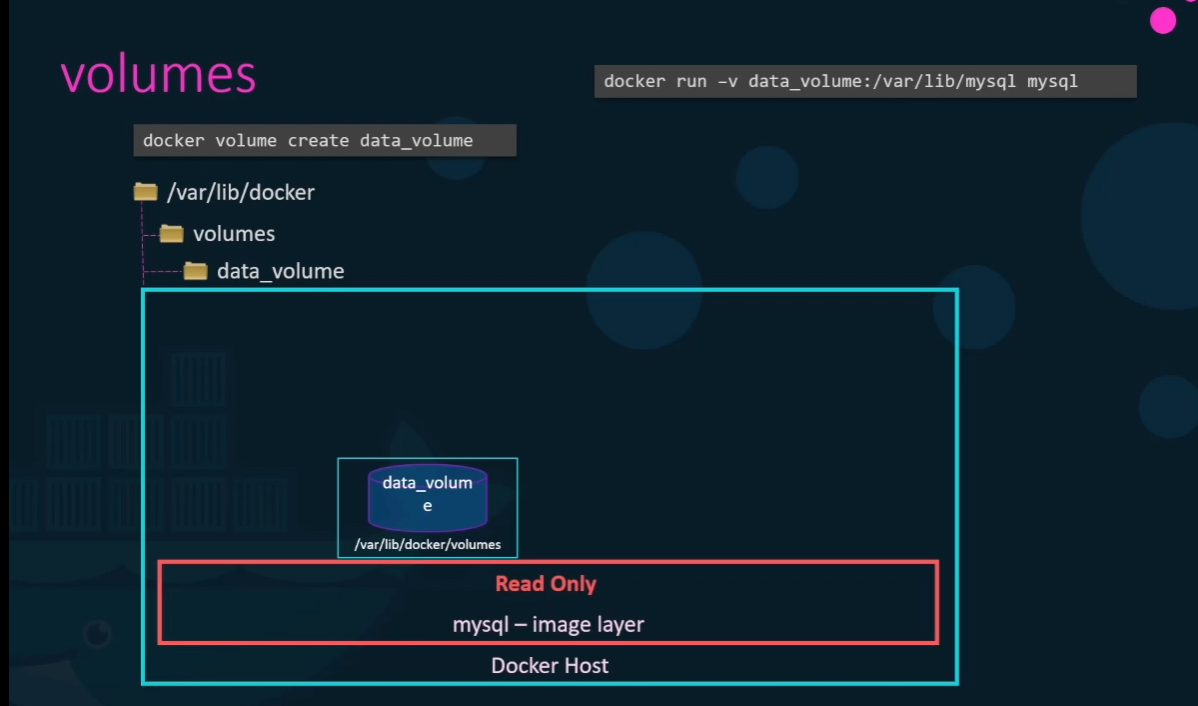 volumes
docker run –v data_volume:/var/lib/mysql mysql
docker volume create data_volume
/var/lib/docker
volumes
data_volume
data_volum
e
/var/lib/docker/volumes
Read Only
mysql – image layer
Docker Host